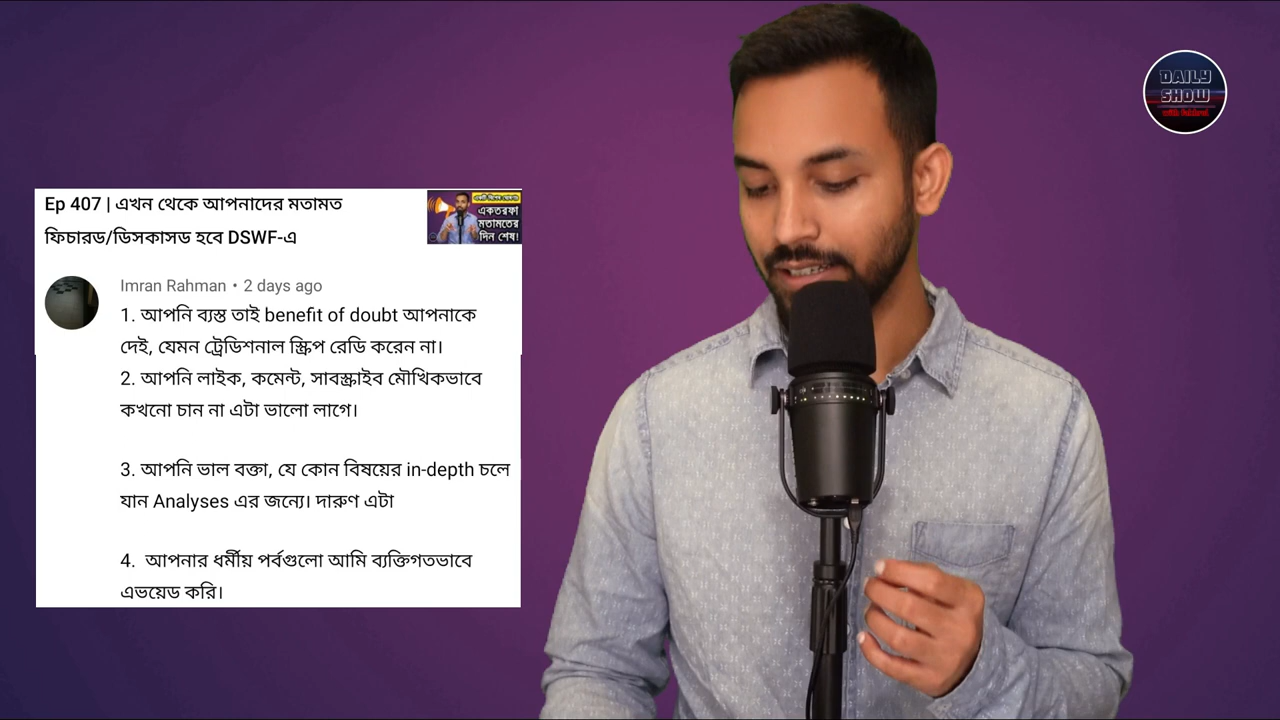 DAILY
SHOW
Ep 407 | এখন থেকে আপনাদের মতামত
ফিচারড/ডিসকাসড হবে DSWF-এ
একতরফা
মতামতের
দিন শেষ!
Imran Rahman • 2 days ago
1. আপনি ব্যস্ত তাই benefit of doubt আপনাকে
দেই, যেমন ট্রেডিশনাল স্ক্রিপ রেডি করেন না।
2. আপনি লাইক, কমেন্ট, সাবস্ক্রাইব মৌখিকভাবে
কখনো চান না এটা ভালো লাগে।
3. আপনি ভাল বক্তা, যে কোন বিষয়ের in-depth চলে
যান Analyses এর জন্যে। দারুণ এটা
4. আপনার ধর্মীয় পর্বগুলো আমি ব্যক্তিগতভাবে
এভয়েড করি।